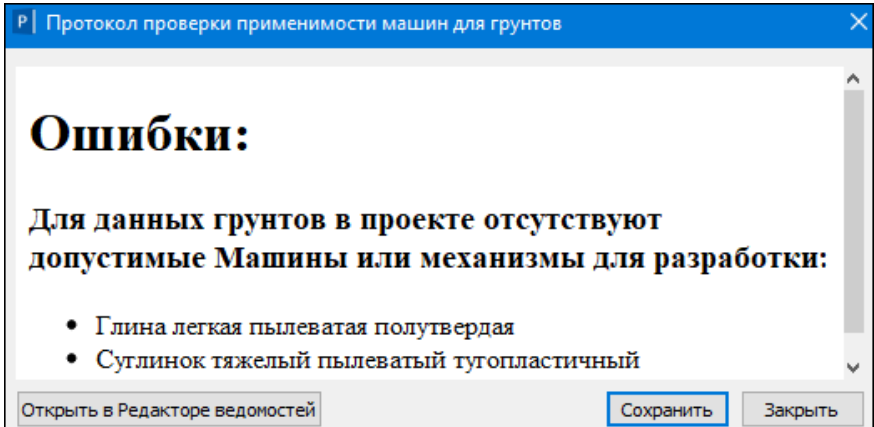 P Протокол проверки применимости машин для грунтов
Ошибки:
Для данных грунтов в проекте отсутствуют
допустимые Машины или механизмы для разработки:
• Глина легкая пылеватая полутвердая
• Суглинок тяжелый пылеватый тугопластичный
Открыть в Редакторе ведомостей Сохранить Закрыть